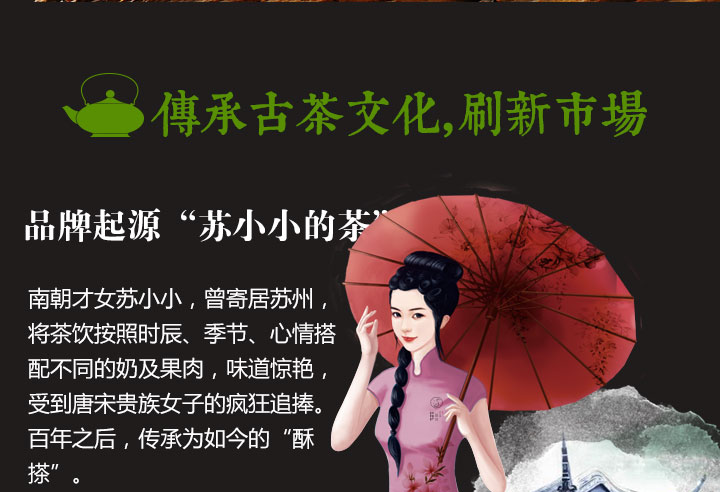 傳承古茶文化,刷新市場
品牌起源“苏小小的茶”
南朝才女苏小小，曾寄居苏州，
将茶饮按照时辰、季节、心情搭
配不同的奶及果肉，味道惊艳，
受到唐宋贵族女子的疯狂追捧。
百年之后，传承为如今的“酥
搽”。